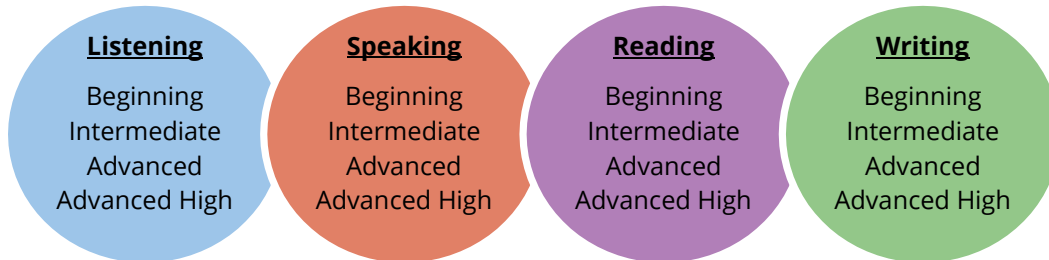 Listening
Beginning
Intermediate
Advanced
Advanced High
Speaking
Beginning
Intermediate
Advanced
Advanced High
Reading
Beginning
Intermediate
Advanced
Advanced High
Writing
Beginning
Intermediate
Advanced
Advanced High